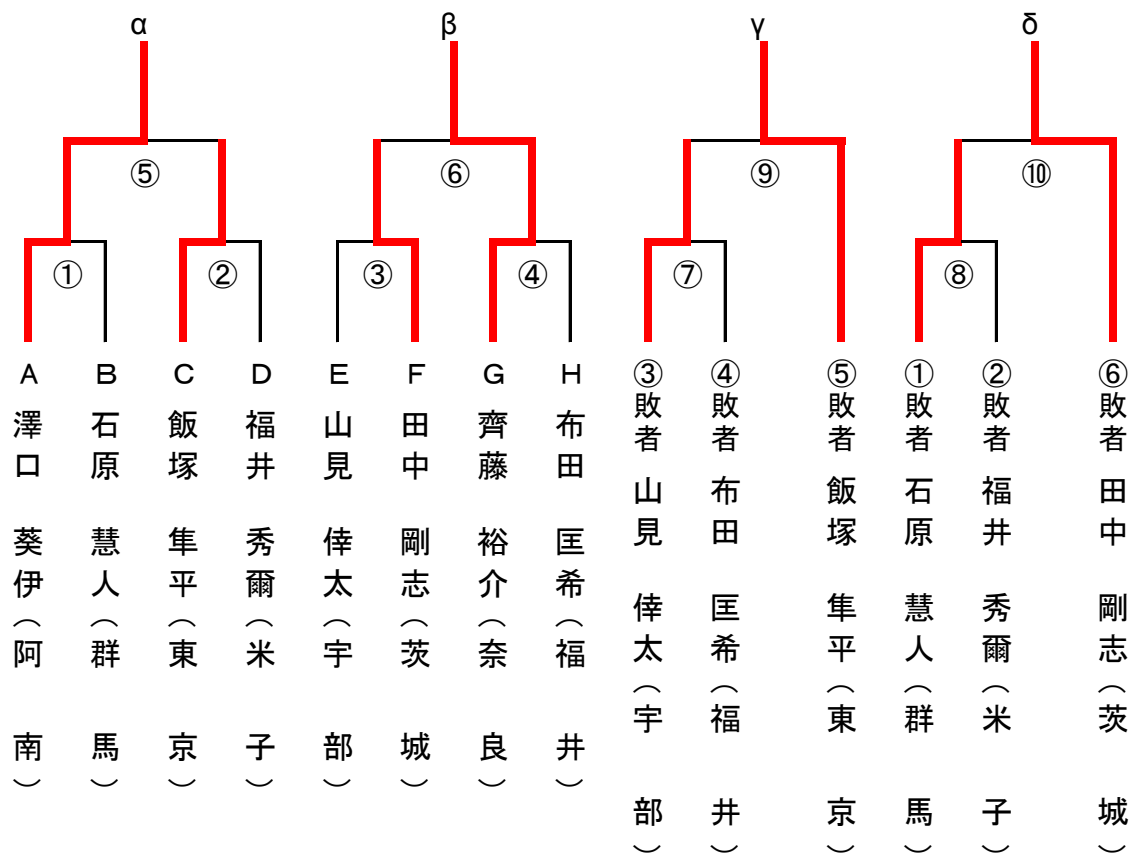 α
β
γ
δ
⑤
⑥
⑨
⑩
①
②
③
④
⑦
⑧
A
澤口 葵伊(阿南)
B
石原 慧人(群馬)
C
飯塚 隼平(東京)
D
福井 秀爾(米子)
E
山見 倖太(宇部)
F
田中 剛志(茨城)
G
齊藤 裕介(奈良)
H
布田 匡希(福井)
③敗者
山見 倖太(宇部)
④敗者
布田 匡希(福井)
⑤敗者
飯塚 隼平(東京)
①敗者
石原 慧人(群馬)
②敗者
福井 秀爾(米子)
⑥敗者
田中 剛志(茨城)